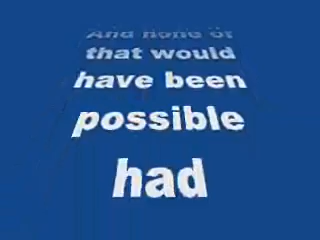 And none of
that would
have been
possible
had